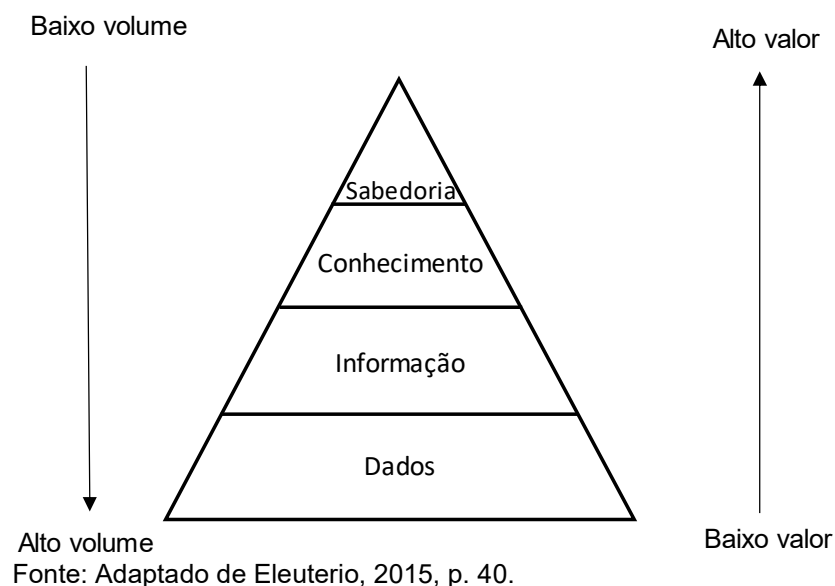 Baixo volume
Alto valor
Sabedoria
Conhecimento
Informação
Dados
Alto volume
Baixo valor
Fonte: Adaptado de Eleuterio, 2015, p. 40.